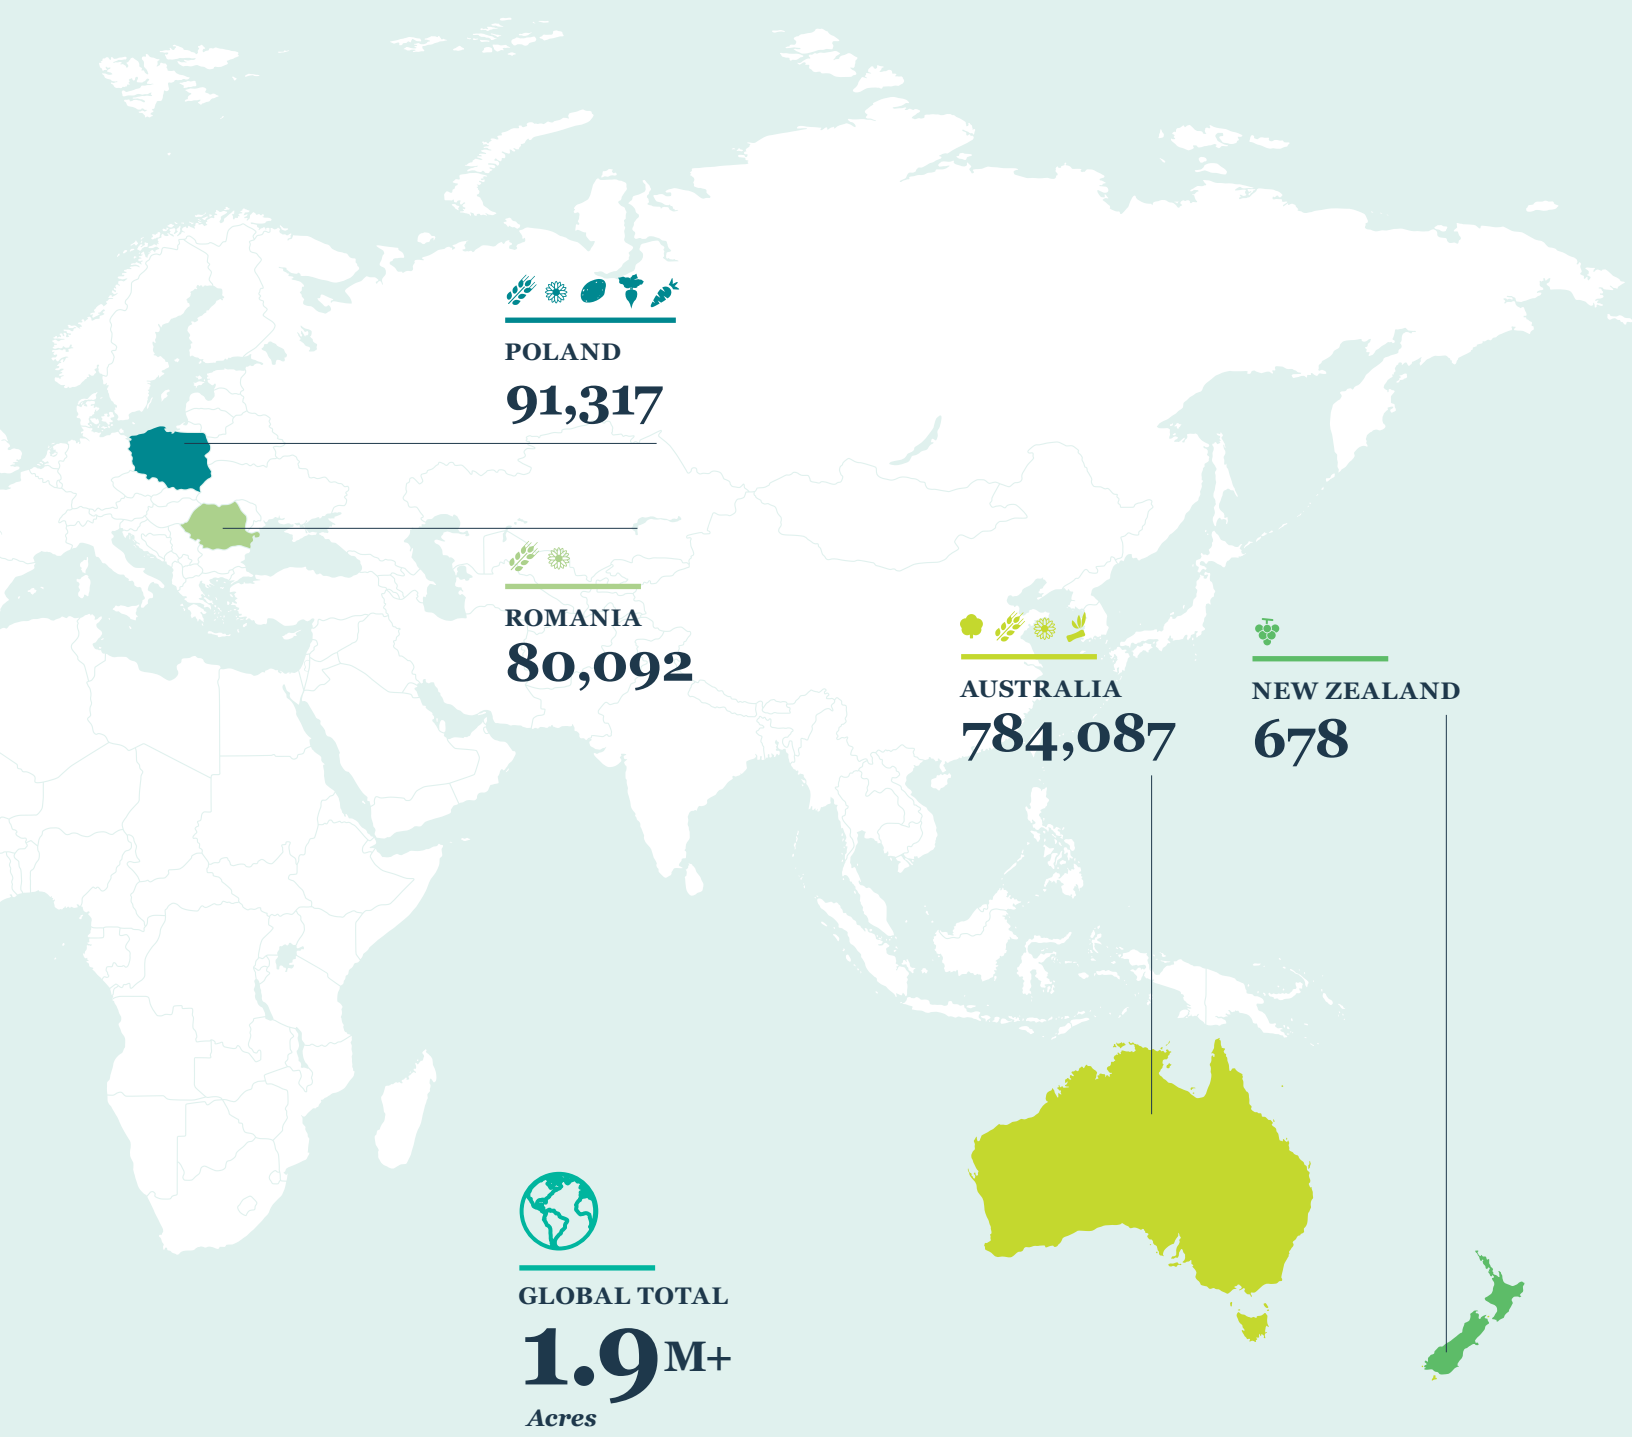 POLAND
91,317
ROMANIA
80,092
AUSTRALIA
784,087
NEW ZEALAND
678
GLOBAL TOTAL
1.9M+
Acres